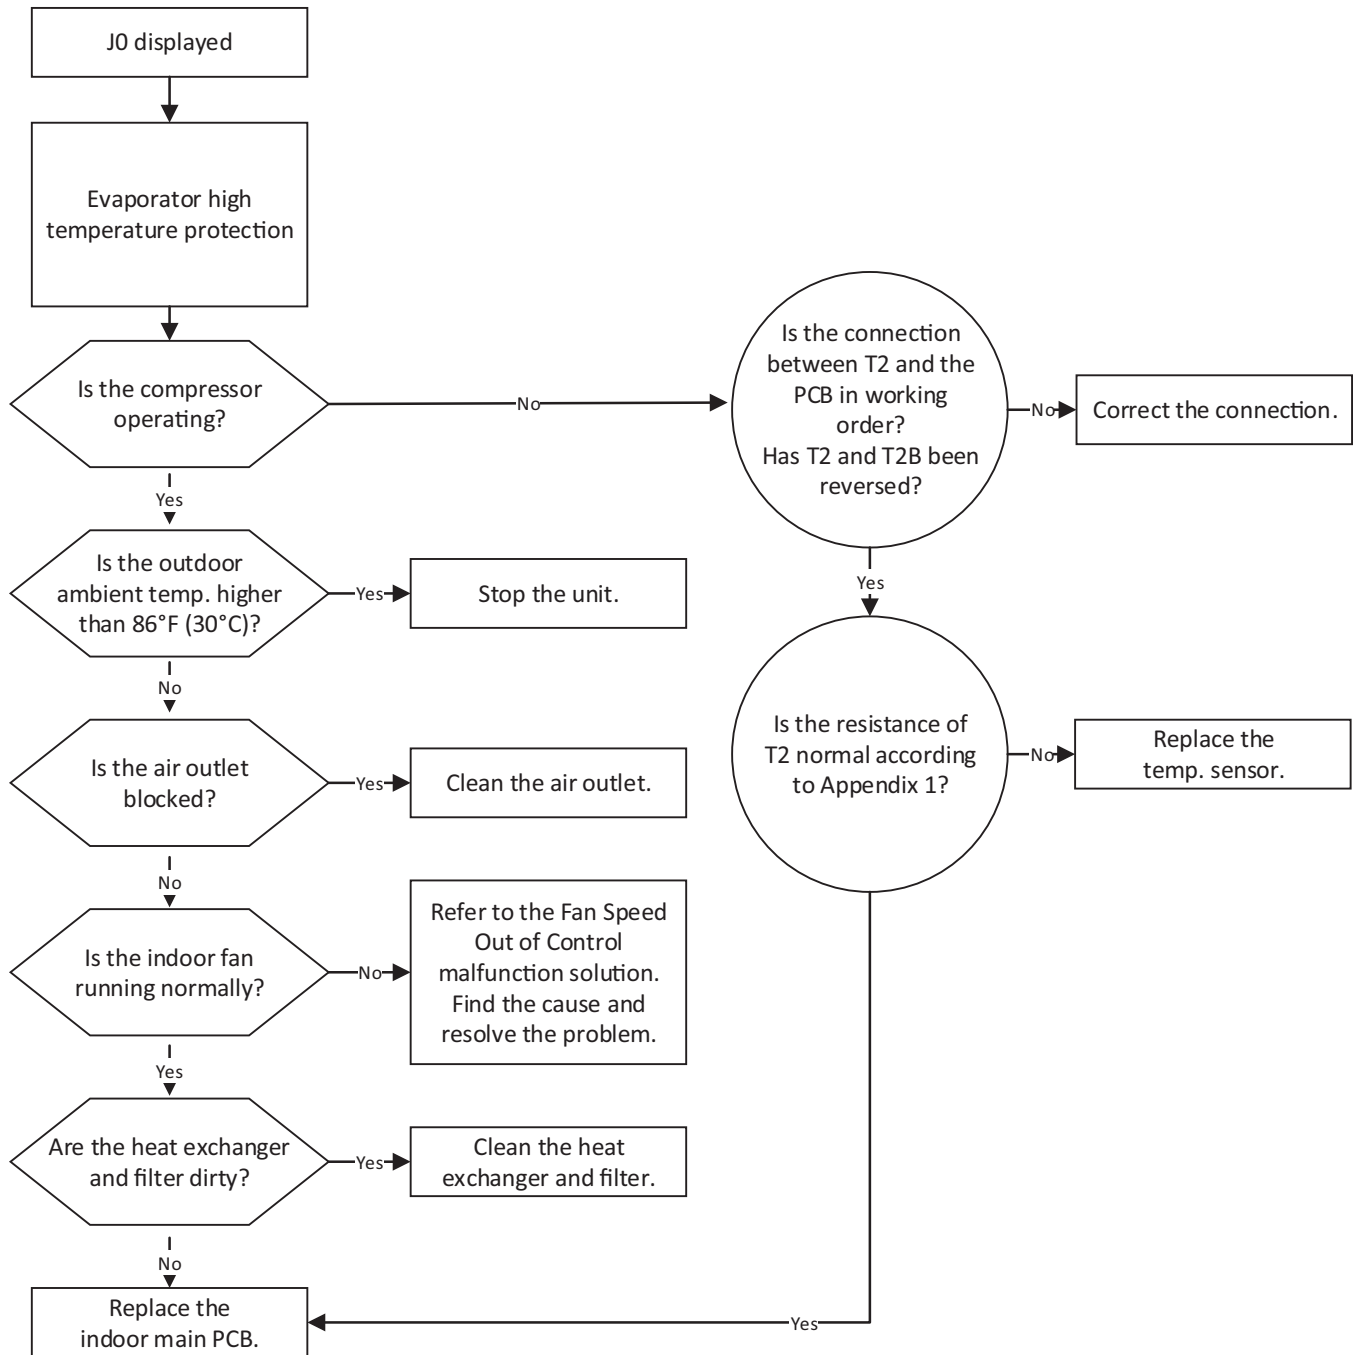 J0 displayed
Evaporator high
temperature protection
Is the compressor
operating?
No
Is the connection
between T2 and the
PCB in working
order?
Has T2 and T2B been
reversed?
No
Correct the connection.
Yes
Is the outdoor
ambient temp. higher
than 86°F (30°C)?
Yes
Stop the unit.
Yes
No
Is the resistance of
T2 normal according
to Appendix 1?
No
Replace the
temp. sensor.
Is the air outlet
blocked?
Yes
Clean the air outlet.
No
Is the indoor fan
running normally?
No
Refer to the Fan Speed
Out of Control
malfunction solution.
Find the cause and
resolve the problem.
Yes
Are the heat exchanger
and filter dirty?
Yes
Clean the heat
exchanger and filter.
No
Replace the
indoor main PCB.
Yes